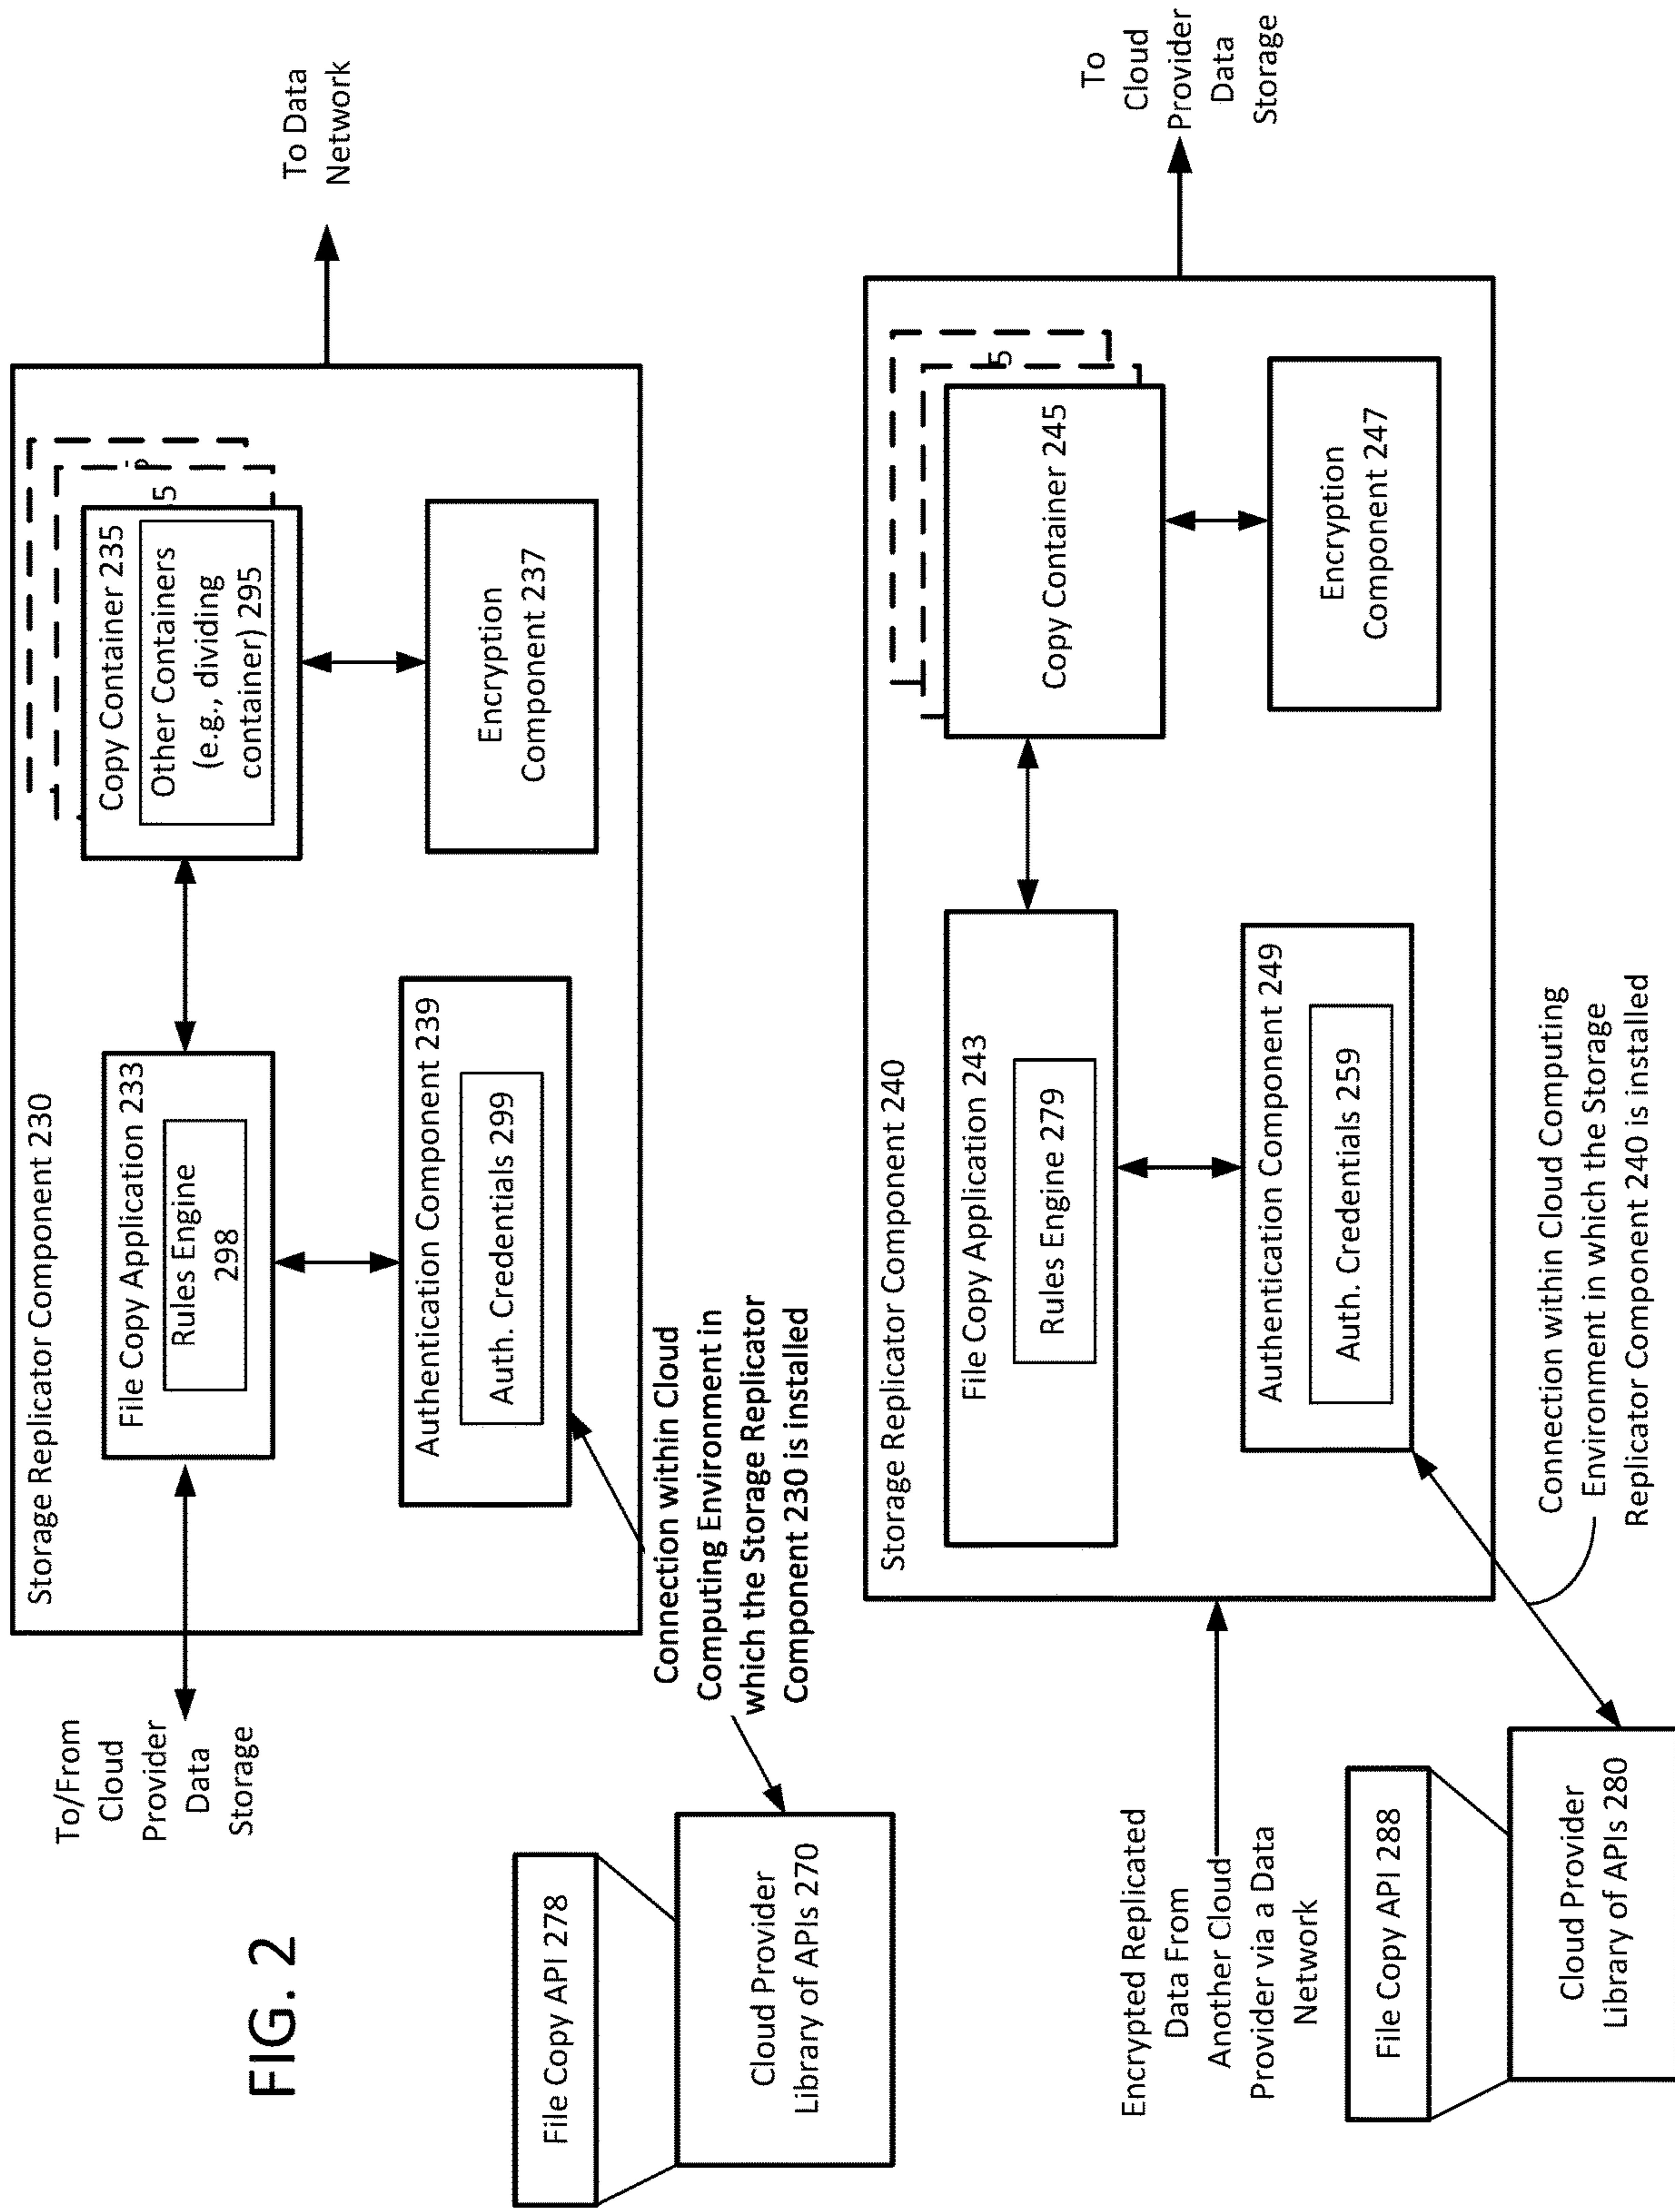 FIG. 2
To/From
Cloud
Provider
Data
Storage
Storage Replicator Component 230
File Copy Application 233
Rules Engine
298
Copy Container 235
Other Containers
(e.g., dividing
container) 295
5
Authentication Component 239
Auth. Credentials 299
Encryption
Component 237
To Data
Network
File Copy API 278
Cloud Provider
Library of APIs 270
Connection within Cloud
Computing Environment in
which the Storage Replicator
Component 230 is installed
Encrypted Replicated
Data From
Another Cloud
Provider via a Data
Network
Storage Replicator Component 240
File Copy Application 243
Rules Engine 279
Copy Container 245
5
Authentication Component 249
Auth. Credentials 259
Encryption
Component 247
To
Cloud
Provider
Data
Storage
File Copy API 288
Cloud Provider
Library of APIs 280
Connection within Cloud Computing
Environment in which the Storage
Replicator Component 240 is installed